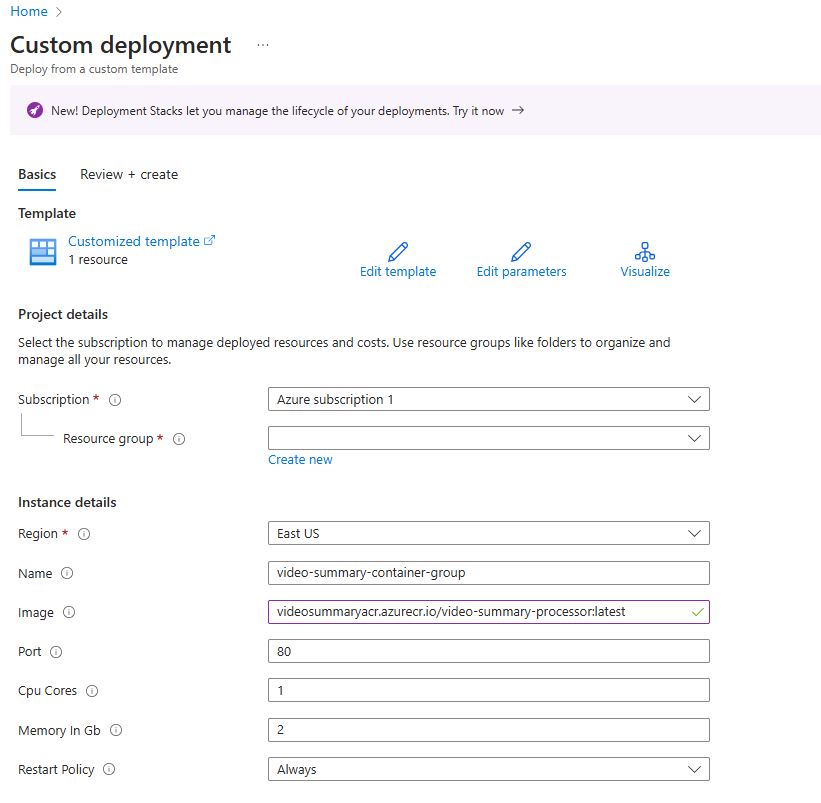 Home
Custom deployment ...
Deploy from a custom template
New! Deployment Stacks let you manage the lifecycle of your deployments. Try it now →
Basics Review + create
Template
Customized template
1 resource
Edit template Edit parameters Visualize
Project details
Select the subscription to manage deployed resources and costs. Use resource groups like folders to organize and
manage all your resources.
Subscription * Azure subscription 1
Resource group *
Create new
Instance details
Region * East US
Name video-summary-container-group
Image videosummaryacr.azurecr.io/video-summary-processor:latest
Port 80
Cpu Cores 1
Memory In Gb 2
Restart Policy Always